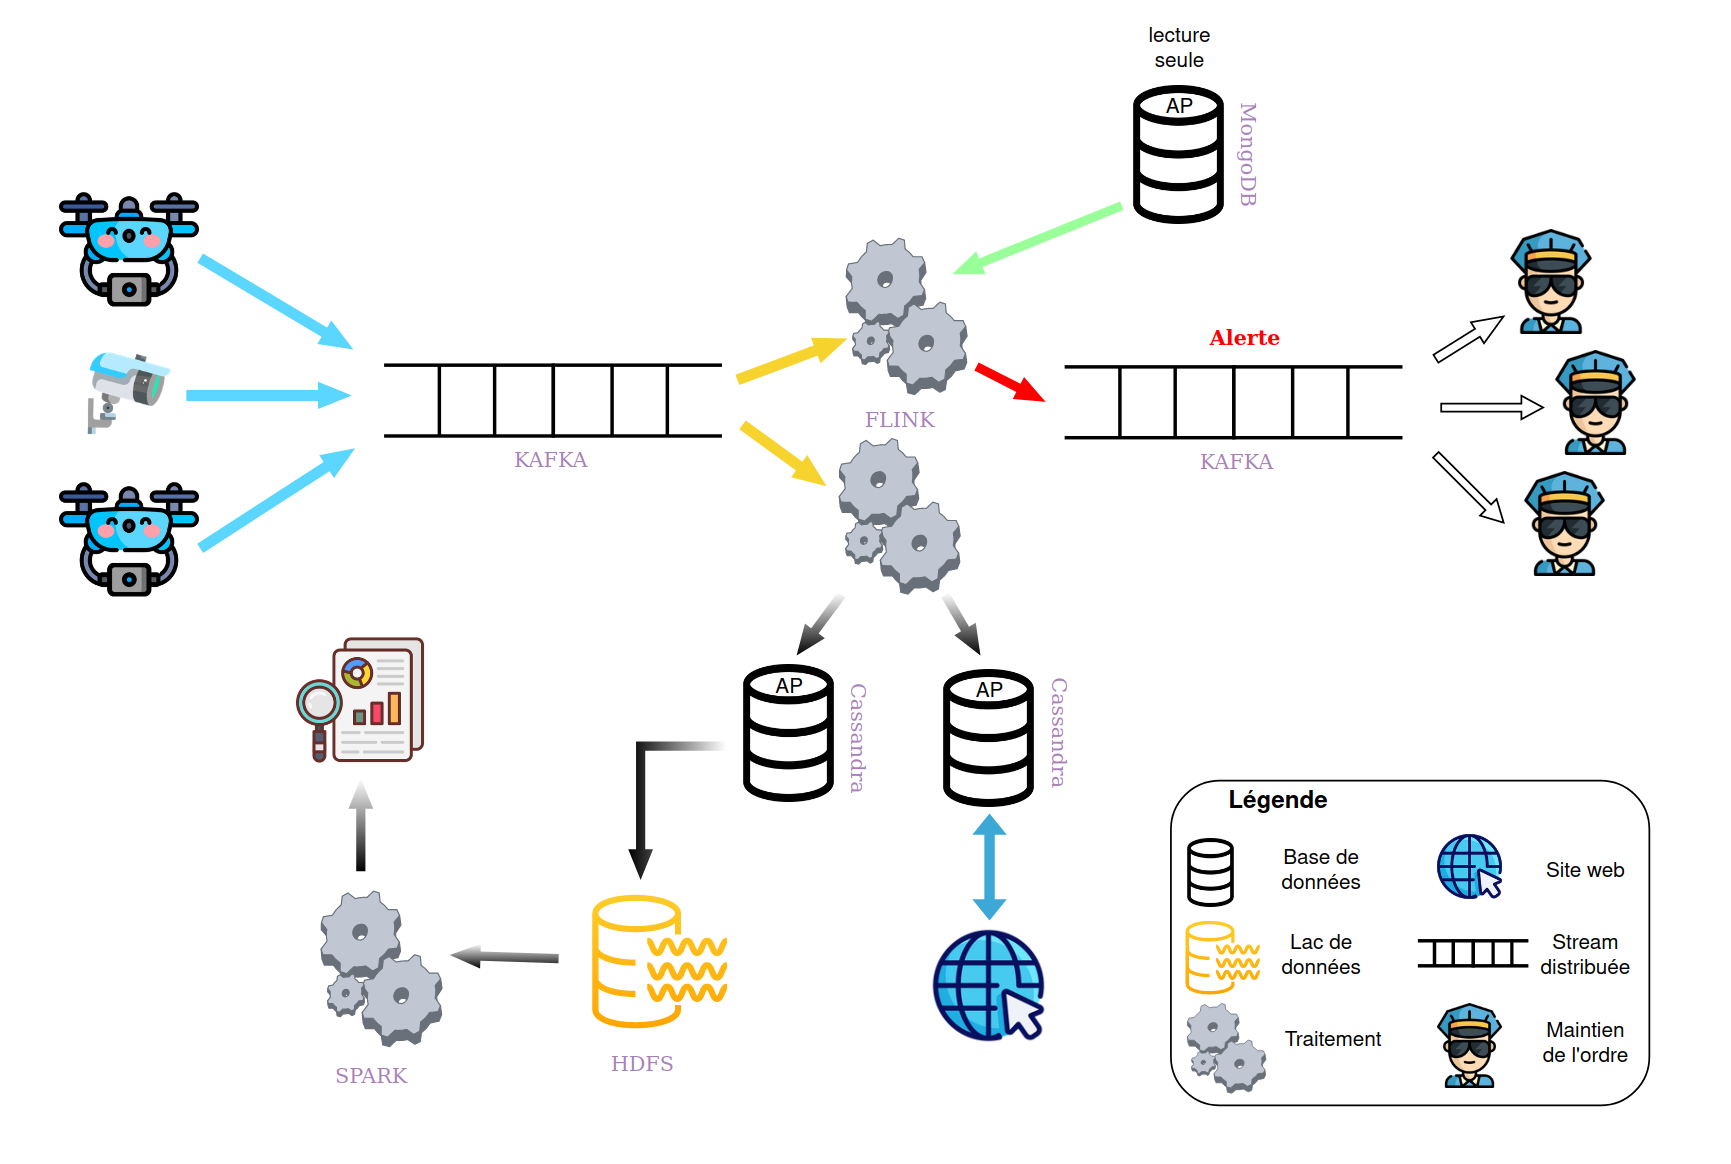 lecture
seule
AP
MongoDB
Alerte
KAFKA
FLINK
KAFKA
AP
Cassandra
AP
Cassandra
SPARK
HDFS
Légende
Base de
données
Site web
Lac de
données
Stream
distribuée
Traitement
Maintien
de l'ordre